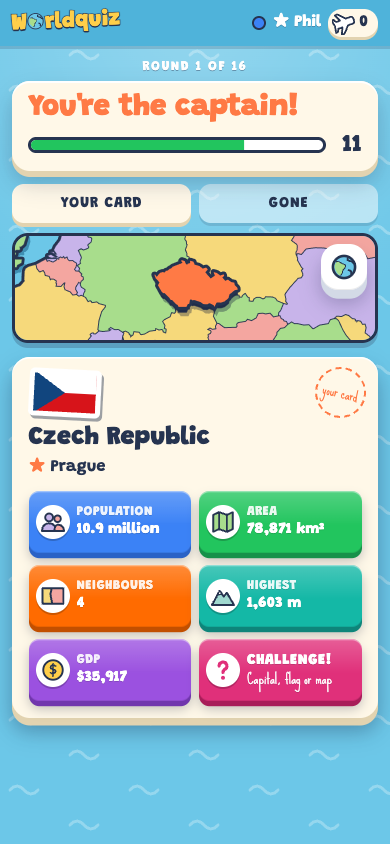 Worldquiz
Phil
0
ROUND 1 OF 16
You're the captain!
11
YOUR CARD
GONE
your card
Czech Republic
Prague
POPULATION
10.9 million
AREA
78,871 km²
NEIGHBOURS
4
HIGHEST
1,603 m
GDP
$35,917
CHALLENGE!
Capital, flag or map